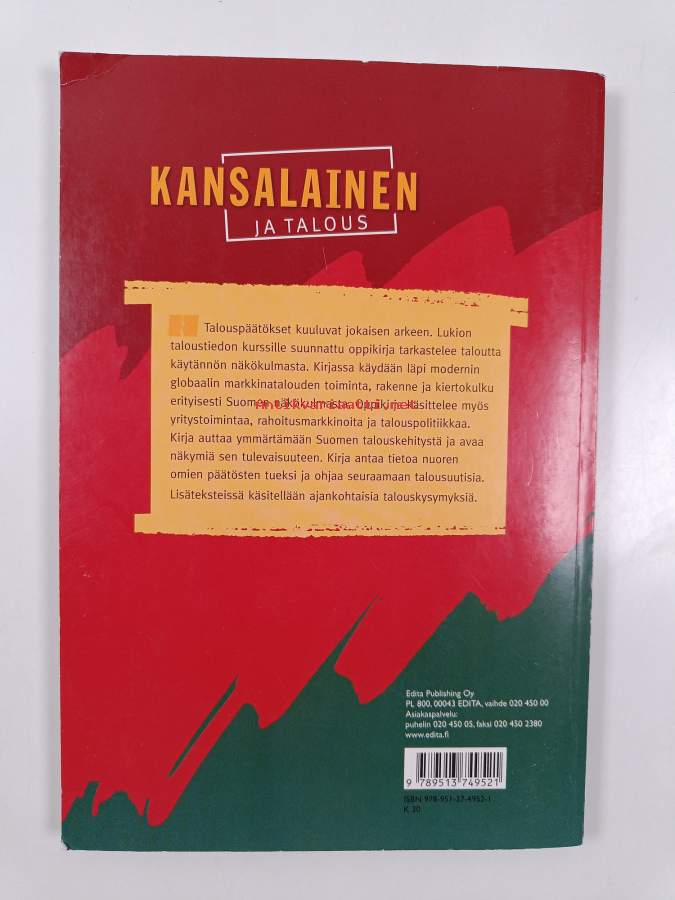 KANSALAINEN
JA TALOUS
Talouspäätökset kuuluvat jokaisen arkeen. Lukion
taloustiedon kurssille suunnattu oppikirja tarkastelee taloutta
käytännön näkökulmasta. Kirjassa käydään läpi modernin
globaalin markkinatalouden toiminta, rakenne ja kiertokulku
erityisesti Suomen näkökulmasta. Oppikirja käsittelee myös
yritystoimintaa, rahoitusmarkkinoita ja talouspolitiikkaa.
Kirja auttaa ymmärtämään Suomen talouskehitystä ja avaa
näkymiä sen tulevaisuuteen. Kirja antaa tietoa nuoren
omien päätösten tueksi ja ohjaa seuraamaan talousuutisia.
Lisäteksteissä käsitellään ajankohtaisia talouskysymyksiä.
Edita Publishing Oy
PL 800, 00043 EDITA, vaihde 020 450 00
Asiakaspalvelu:
puhelin 020 450 05, faksi 020 450 2380
www.edita.fi
9 789513 749521
ISBN 978-951-37-4952-1
K 20